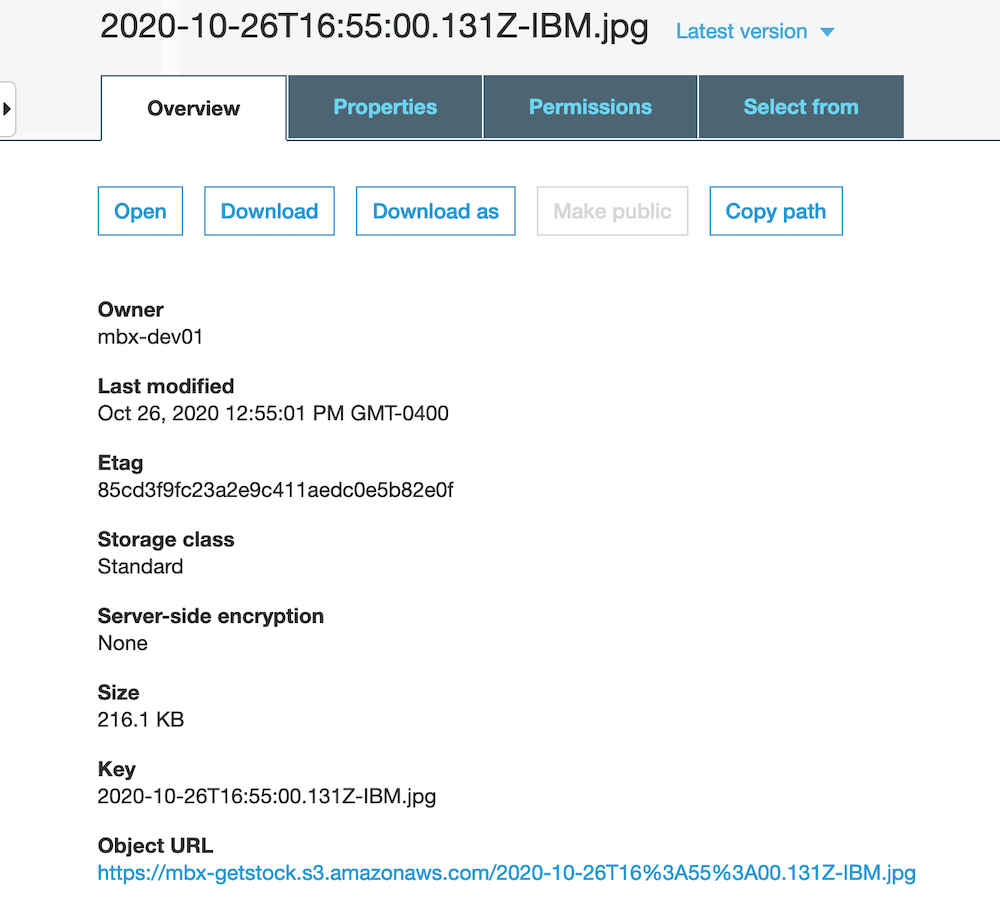 2020-10-26T16:55:00.131Z-IBM.jpg Latest version
Overview Properties Permissions Select from
Open Download Download as Make public Copy path
Owner
mbx-dev01
Last modified
Oct 26, 2020 12:55:01 PM GMT-0400
Etag
85cd3f9fc23a2e9c411aedc0e5b82e0f
Storage class
Standard
Server-side encryption
None
Size
216.1 KB
Key
2020-10-26T16:55:00.131Z-IBM.jpg
Object URL
https://mbx-getstock.s3.amazonaws.com/2020-10-26T16%3A55%3A00.131Z-IBM.jpg